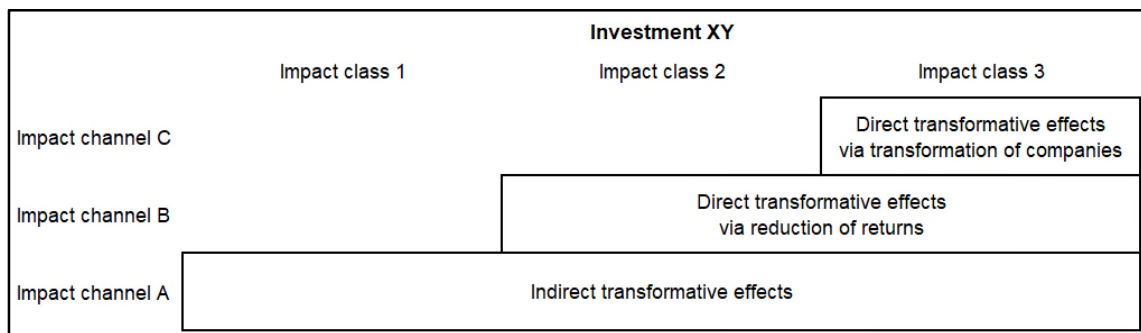 Investment XY
Impact class 1 Impact class 2 Impact class 3
Impact channel C
Direct transformative effects
via transformation of companies
Impact channel B
Direct transformative effects
via reduction of returns
Impact channel A
Indirect transformative effects